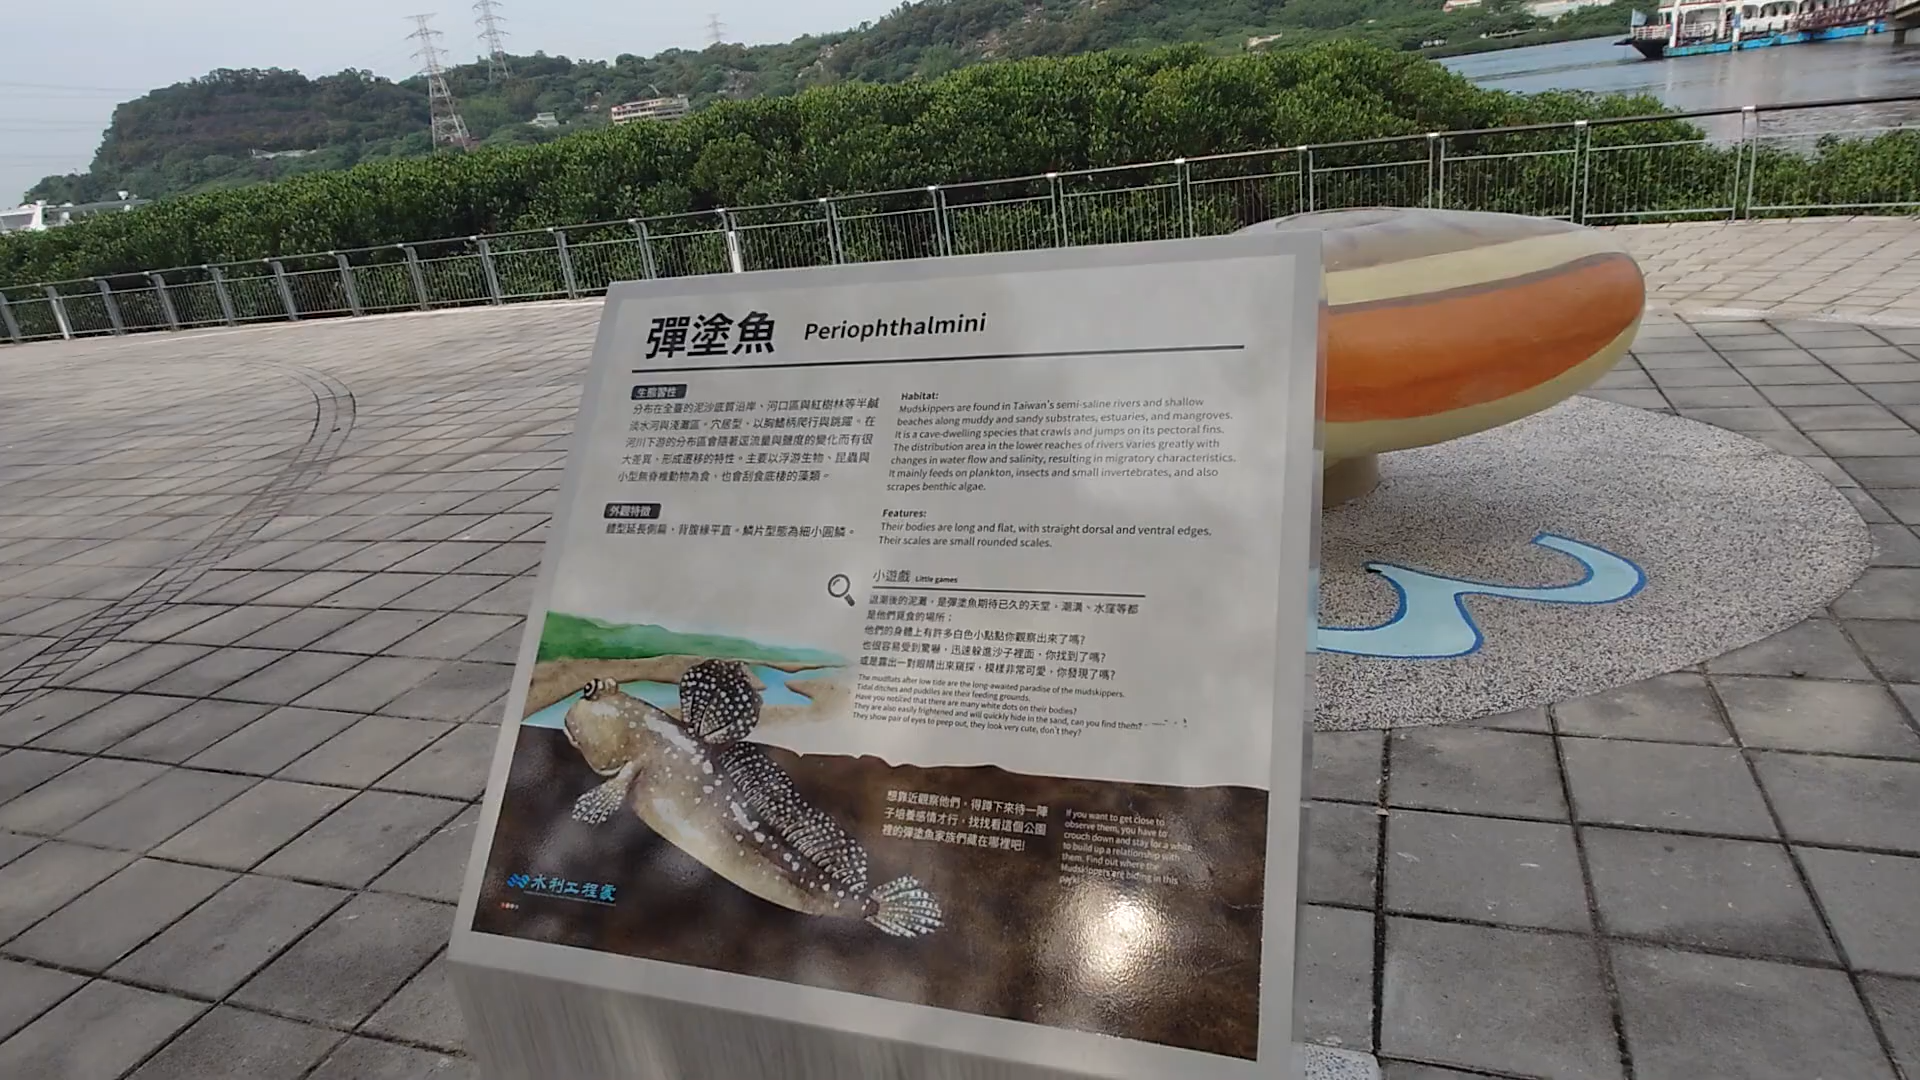 彈塗魚 Periophthalmini
生態習性
分布在全臺的泥沙底質沿岸、河口區與紅樹林等半鹹
淡水河與淺灘區。穴居型,以胸鰭柄爬行與跳躍。在
河川下游的分布區會隨著逕流量與鹽度的變化而有很
大差異,形成遷移的特性。主要以浮游生物、昆蟲與
小型無脊椎動物為食,也會刮食底棲的藻類。
外觀特徵
體型延長側扁,背腹緣平直。鱗片型態為細小圓鱗。
Habitat:
Mudskippers are found in Taiwan's semi-saline rivers and shallow
beaches along muddy and sandy substrates, estuaries, and mangroves.
It is a cave-dwelling species that crawls and jumps on its pectoral fins.
The distribution area in the lower reaches of rivers varies greatly with
changes in water flow and salinity, resulting in migratory characteristics.
It mainly feeds on plankton, insects and small invertebrates, and also
scrapes benthic algae.
Features:
Their bodies are long and flat, with straight dorsal and ventral edges.
Their scales are small rounded scales.
小遊戲 Little games
退潮後的泥灘,是彈塗魚期待已久的天堂,潮溝、水窪等都
是他們覓食的場所:
他們的身體上有許多白色小點點你觀察出來了嗎?
也很容易受到驚嚇,迅速躲進沙子裡面,你找到了嗎?
或是露出一對眼睛出來窺探,模樣非常可愛,你發現了嗎?
The mudflats after low tide are the long-awaited paradise of the mudskippers.
Tidal ditches and puddles are their feeding grounds.
Have you noticed that there are many white dots on their bodies?
They are also easily frightened and will quickly hide in the sand, can you find them?
They show pair of eyes to peep out, they look very cute, don't they?
想靠近觀察他們,得蹲下來待一陣
子培養感情才行,找找看這個公園
裡的彈塗魚家族們藏在哪裡吧!
If you want to get close to
observe them, you have to
crouch down and stay for a while
to build up a relationship with
them. Find out where the
Mudskippers are hiding in this
park!
水利工程處